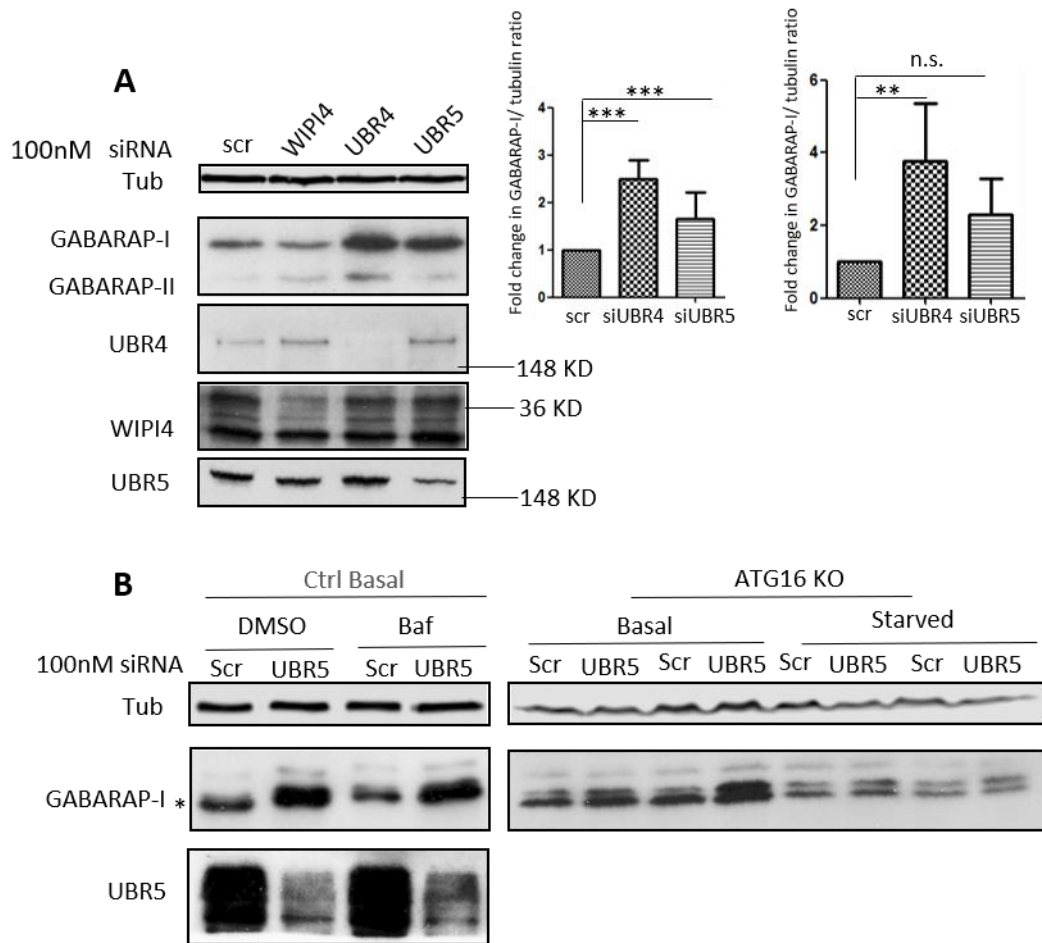 A
100nM siRNA
scr WIPI4 UBR4 UBR5
Tub
GABARAP-I
GABARAP-II
UBR4
148 KD
36 KD
WIPI4
UBR5
148 KD
Fold change in GABARAP-I/ tubulin ratio
4
3
2
1
0
***
***
scr siUBR4 siUBR5
Fold change in GABARAP-I/ tubulin ratio
6
4
2
0
n.s.
**
scr siUBR4 siUBR5
B
Ctrl Basal
DMSO Baf
100nM siRNA Scr UBR5 Scr UBR5
Tub
GABARAP-I *
UBR5
ATG16 KO
Basal Starved
Scr UBR5 Scr UBR5 Scr UBR5 Scr UBR5